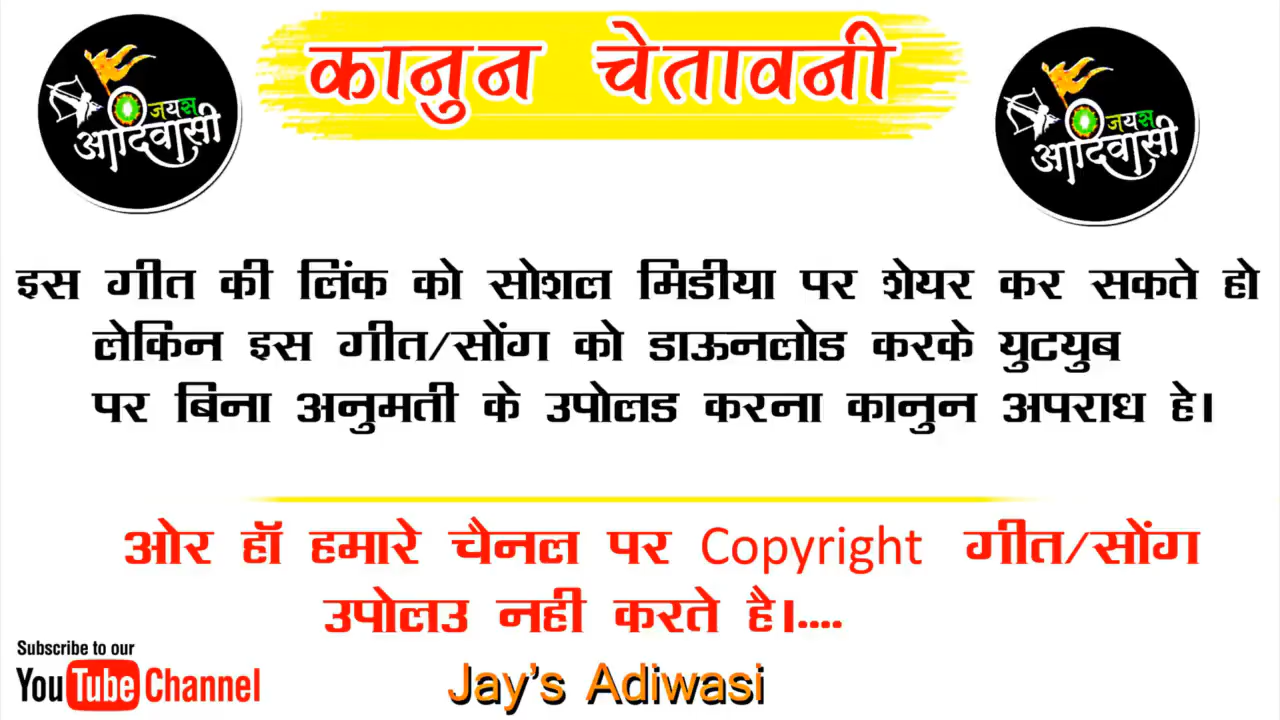 कानुन चेतावनी
जयस
आदिवासी
जयस
आदिवासी
इस गीत की लिंक को सोशल मिडीया पर शेयर कर सकते हो
लेकिन इस गीत/सोंग को डाऊनलोड करके युटयुब
पर बिना अनुमती के उपोलड करना कानुन अपराध हे।
ओर हॉ हमारे चैनल पर Copyright गीत/सोंग
उपोलउ नही करते है।....
Subscribe to our
YouTube Channel
Jay's Adiwasi